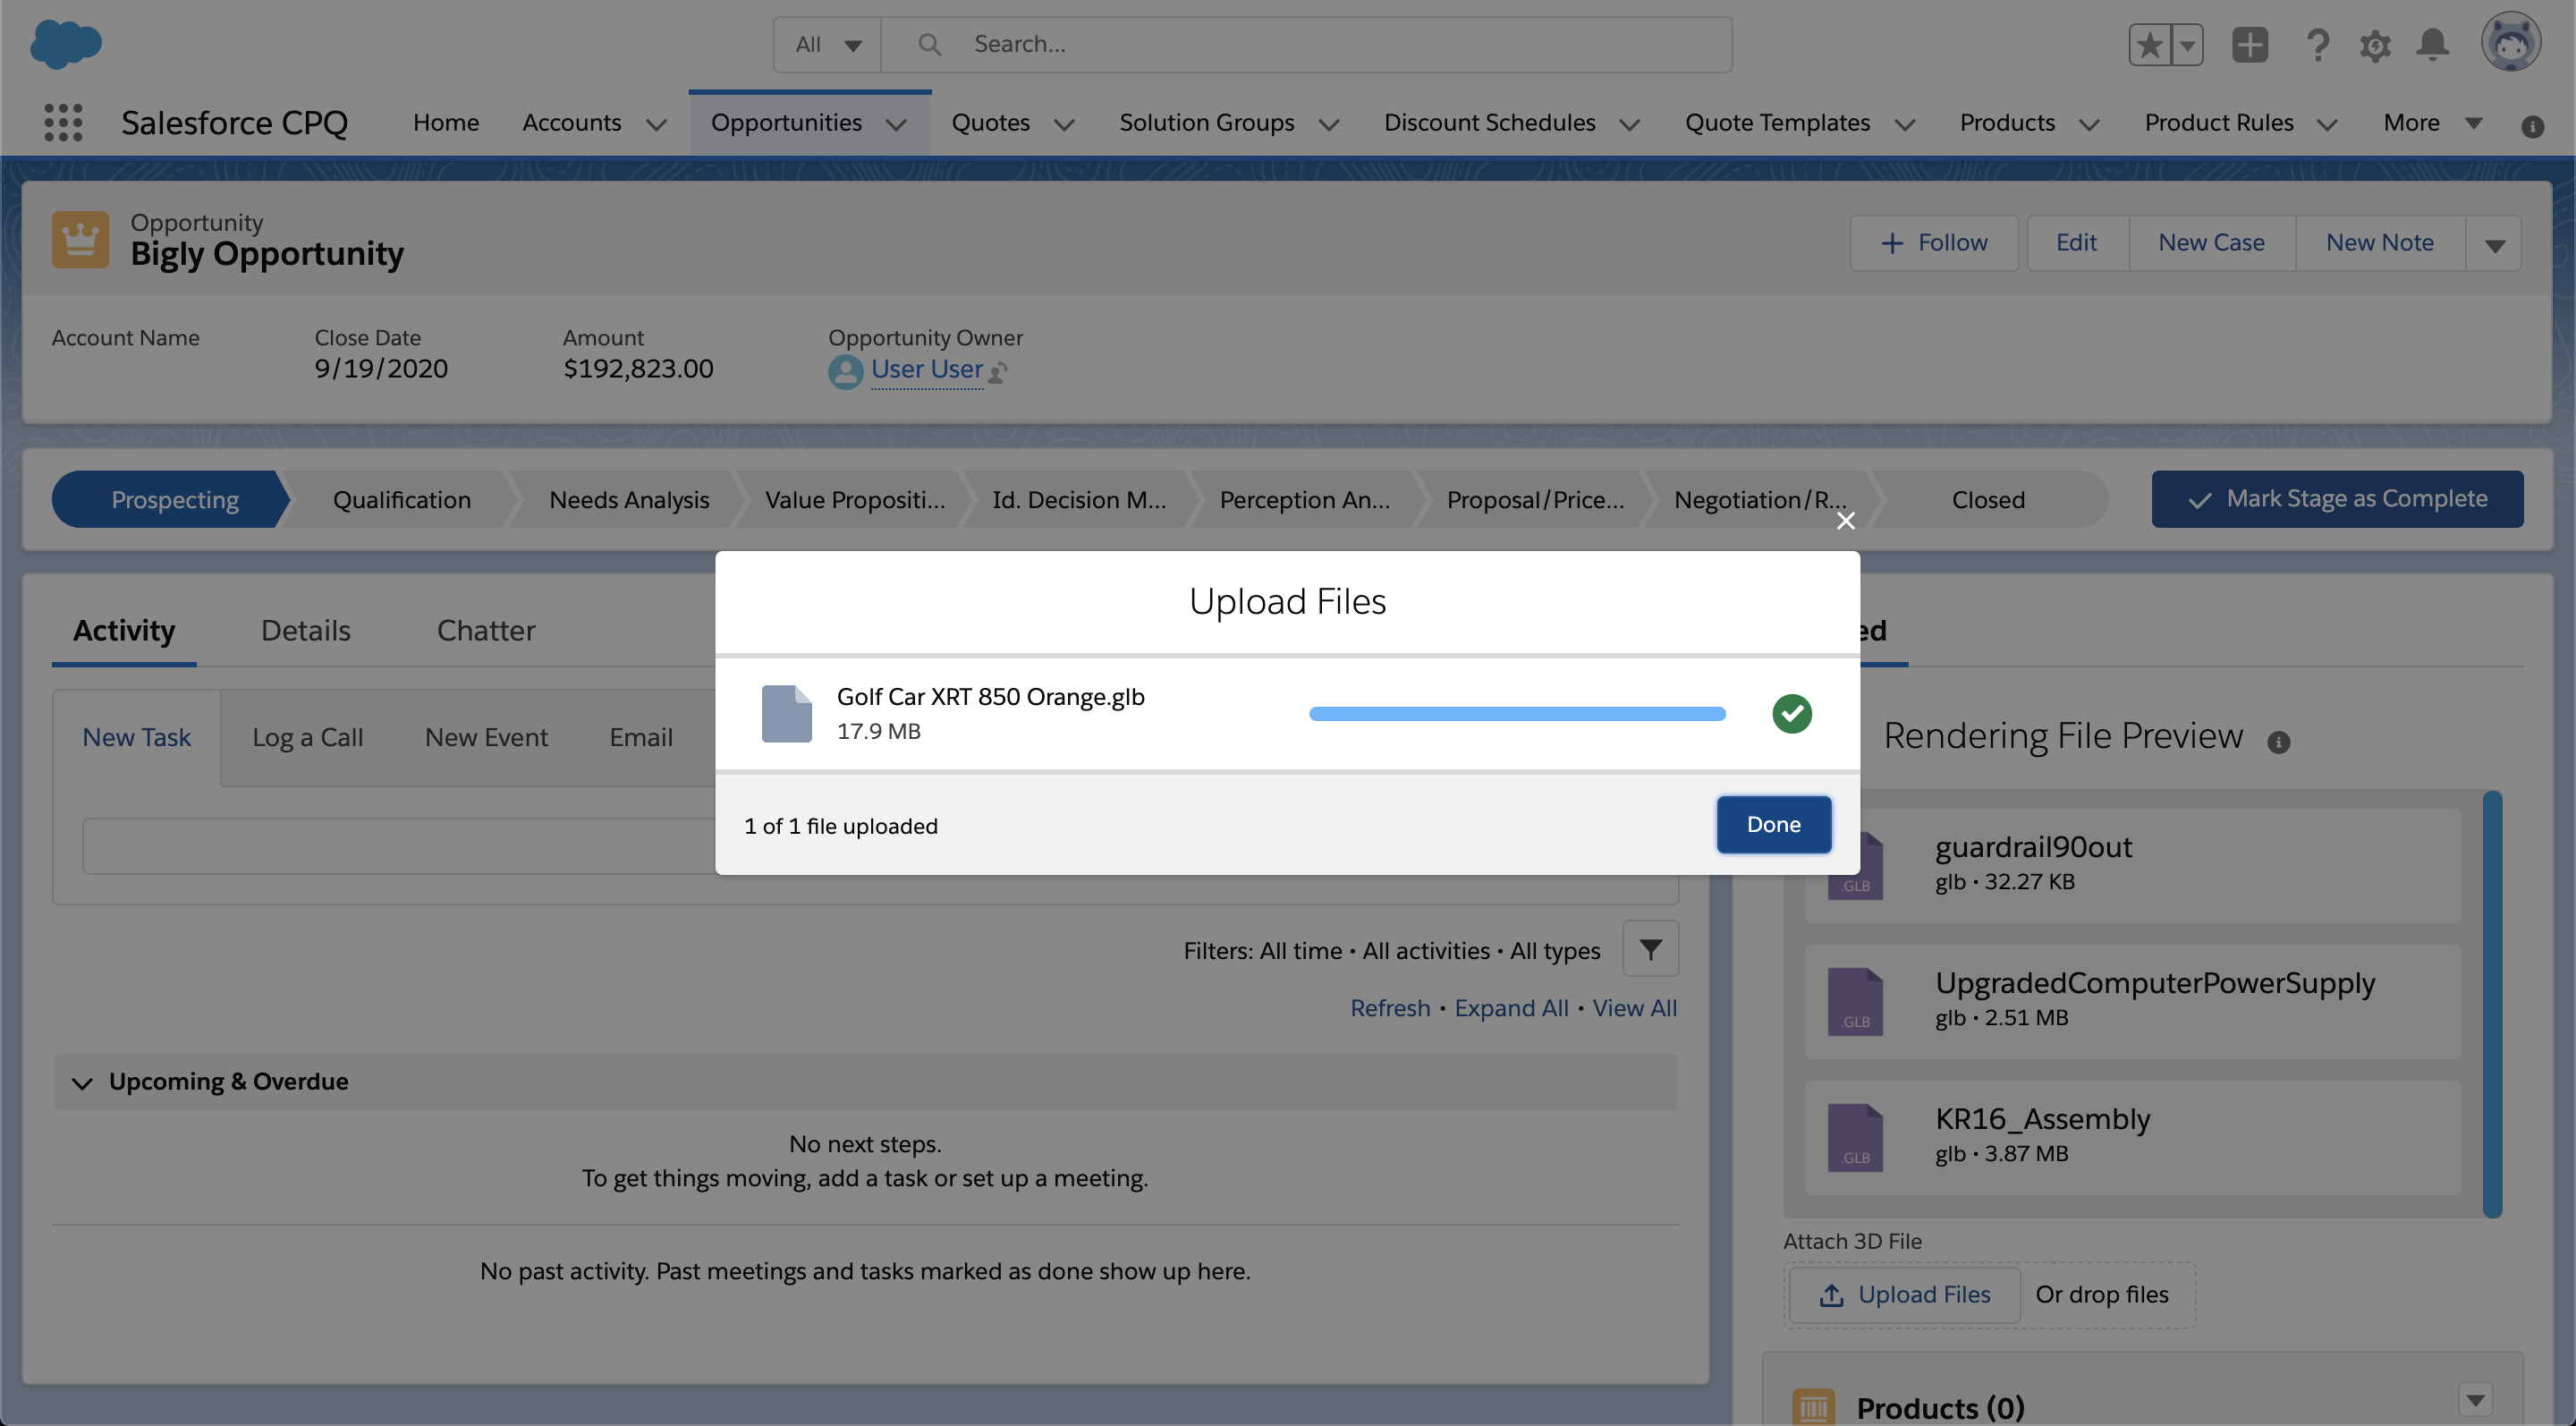 All
Search...
Salesforce CPQ
Home
Accounts
Opportunities
Quotes
Solution Groups
Discount Schedules
Quote Templates
Products
Product Rules
More
Opportunity
Bigly Opportunity
Follow
Edit
New Case
New Note
Account Name
Close Date
9/19/2020
Amount
$192,823.00
Opportunity Owner
User User
Prospecting
Qualification
Needs Analysis
Value Propositi...
Id. Decision M...
Perception An...
Proposal/Price...
Negotiation/R...
Closed
Mark Stage as Complete
Upload Files
Golf Car XRT 850 Orange.glb
17.9 MB
1 of 1 file uploaded
Done
Activity
Details
Chatter
New Task
Log a Call
New Event
Email
Filters: All time • All activities • All types
Refresh • Expand All • View All
Upcoming & Overdue
No next steps.
To get things moving, add a task or set up a meeting.
No past activity. Past meetings and tasks marked as done show up here.
ed
Rendering File Preview
.GLB
guardrail90out
glb • 32.27 KB
.GLB
UpgradedComputerPowerSupply
glb • 2.51 MB
.GLB
KR16_Assembly
glb • 3.87 MB
Attach 3D File
Upload Files
Or drop files
Products (0)